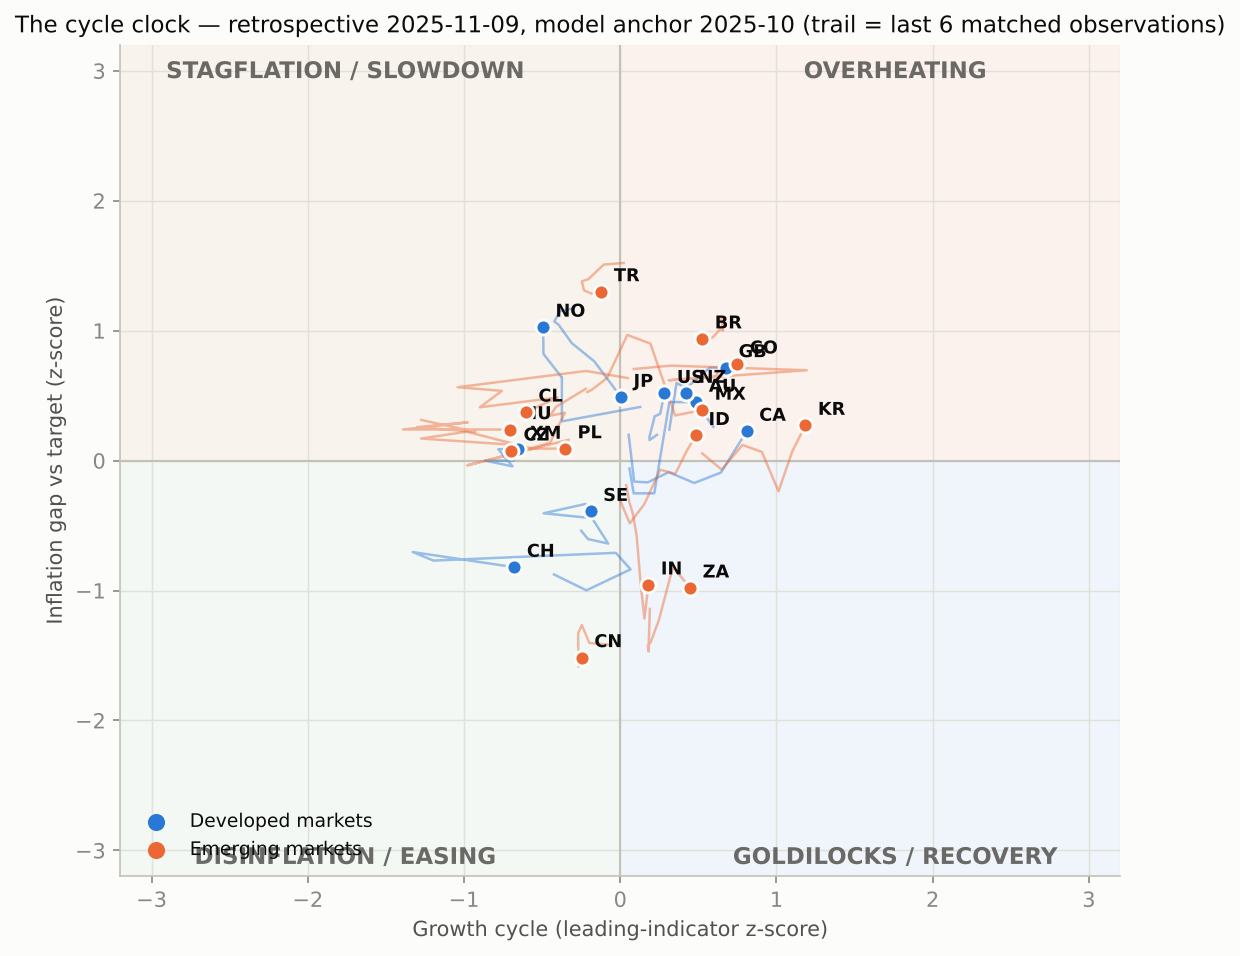 The cycle clock — retrospective 2025-11-09, model anchor 2025-10 (trail = last 6 matched observations)
STAGFLATION / SLOWDOWN
OVERHEATING
TR
NO
BR
GB
CO
JP
US
NZ
AU
MX
CL
KR
CA
ID
PL
XM
SE
CH
IN
ZA
CN
Developed markets
Emerging markets
DISINFLATION / EASING
GOLDILOCKS / RECOVERY
3
2
1
0
−1
−2
−3
Inflation gap vs target (z-score)
−3
−2
−1
0
1
2
3
Growth cycle (leading-indicator z-score)